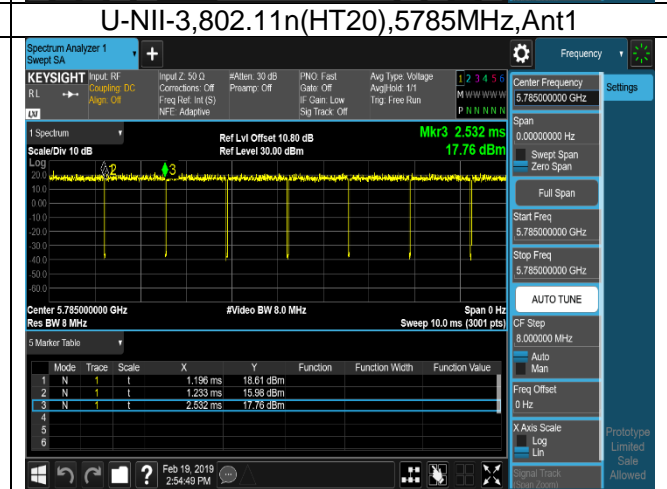 U-NII-3,802.11n(HT20),5785MHz,Ant1
Spectrum Analyzer 1
Swept SA
+
Frequency
KEYSIGHT
Input: RF
Input Z: 50 Ω
#Atten: 30 dB
PNO: Fast
Avg Type: Voltage
1 2 3 4 5 6
RL
Coupling: DC
Corrections: Off
Preamp: Off
Gate: Off
Avg|Hold: 1/1
M W W W W W
Align: Off
Freq Ref: Int (S)
IF Gain: Low
Trig: Free Run
NFE: Adaptive
Sig Track: Off
P N N N N N
LXI
Center Frequency
5.785000000 GHz
Settings
1 Spectrum
Ref Lvl Offset 10.80 dB
Mkr3 2.532 ms
Scale/Div 10 dB
Ref Level 30.00 dBm
17.76 dBm
Span
0.00000000 Hz
Swept Span
Zero Span
Log
20.0
10.0
0.00
-10.0
-20.0
-30.0
-40.0
-50.0
-60.0
2
3
Full Span
Start Freq
5.785000000 GHz
Stop Freq
5.785000000 GHz
AUTO TUNE
Center 5.785000000 GHz
#Video BW 8.0 MHz
Span 0 Hz
Res BW 8 MHz
Sweep 10.0 ms (3001 pts)
CF Step
8.000000 MHz
Auto
Man
5 Marker Table
Mode Trace Scale X Y Function Function Width Function Value
1 N 1 t 1.196 ms 18.61 dBm
2 N 1 t 1.233 ms 15.98 dBm
3 N 1 t 2.532 ms 17.76 dBm
4
5
6
Freq Offset
0 Hz
X Axis Scale
Log
Lin
Prototype
Limited
Sale
Allowed
Signal Track
(Span Zoom)
?
Feb 19, 2019
2:54:49 PM